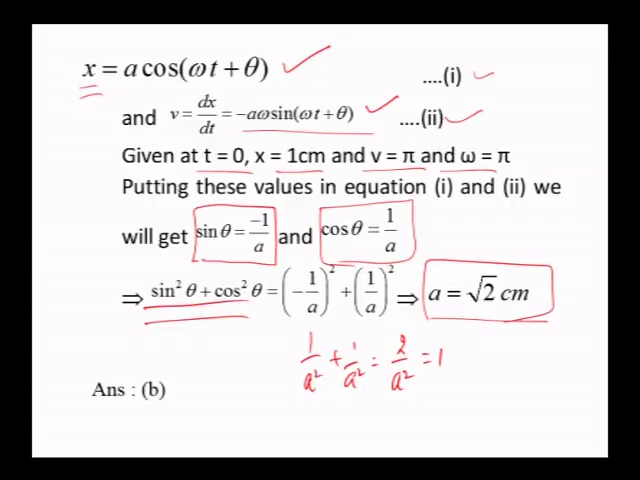 x = a cos(ωt + θ) ....(i)
and v = dx/dt = −aω sin(ωt + θ) ....(ii)
Given at t = 0, x = 1cm and v = π and ω = π
Putting these values in equation (i) and (ii) we
will get sin θ = −1/a and cos θ = 1/a
⇒ sin² θ + cos² θ = (−1/a)² + (1/a)² ⇒ a = √2 cm
1/a² + 1/a² = 2/a² = 1
Ans : (b)